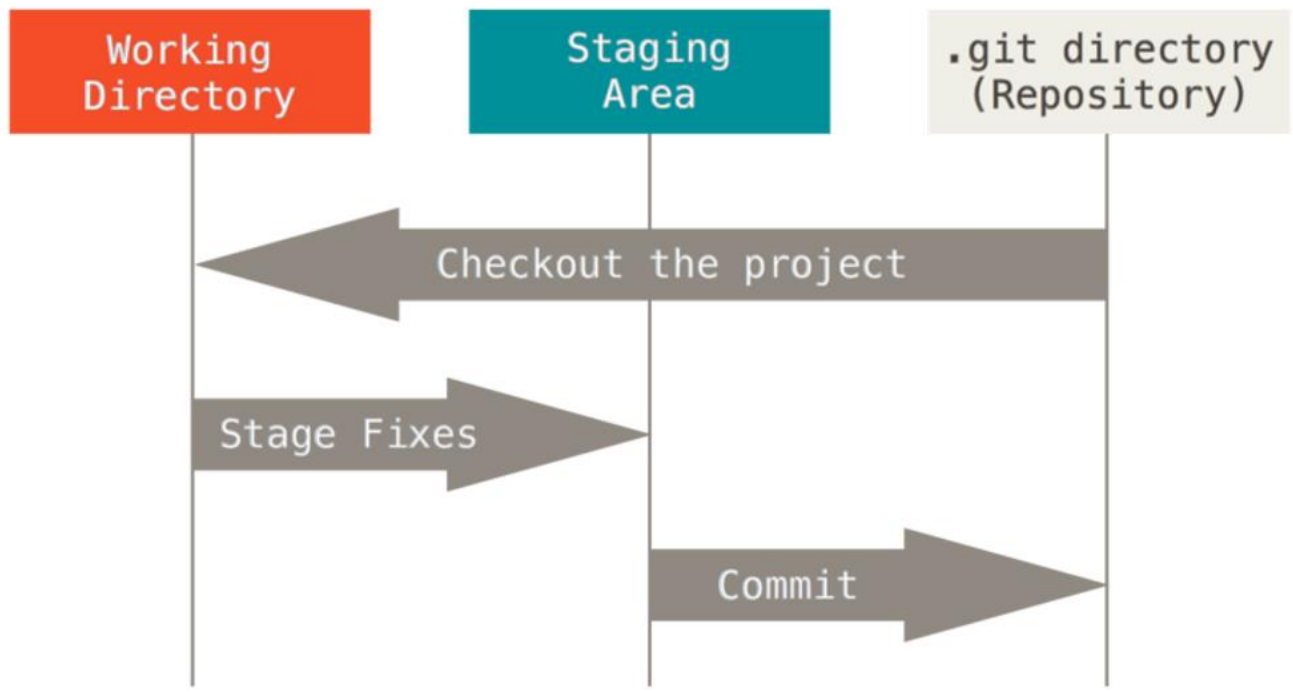 Working
Directory
Staging
Area
.git directory
(Repository)
Checkout the project
Stage Fixes
Commit